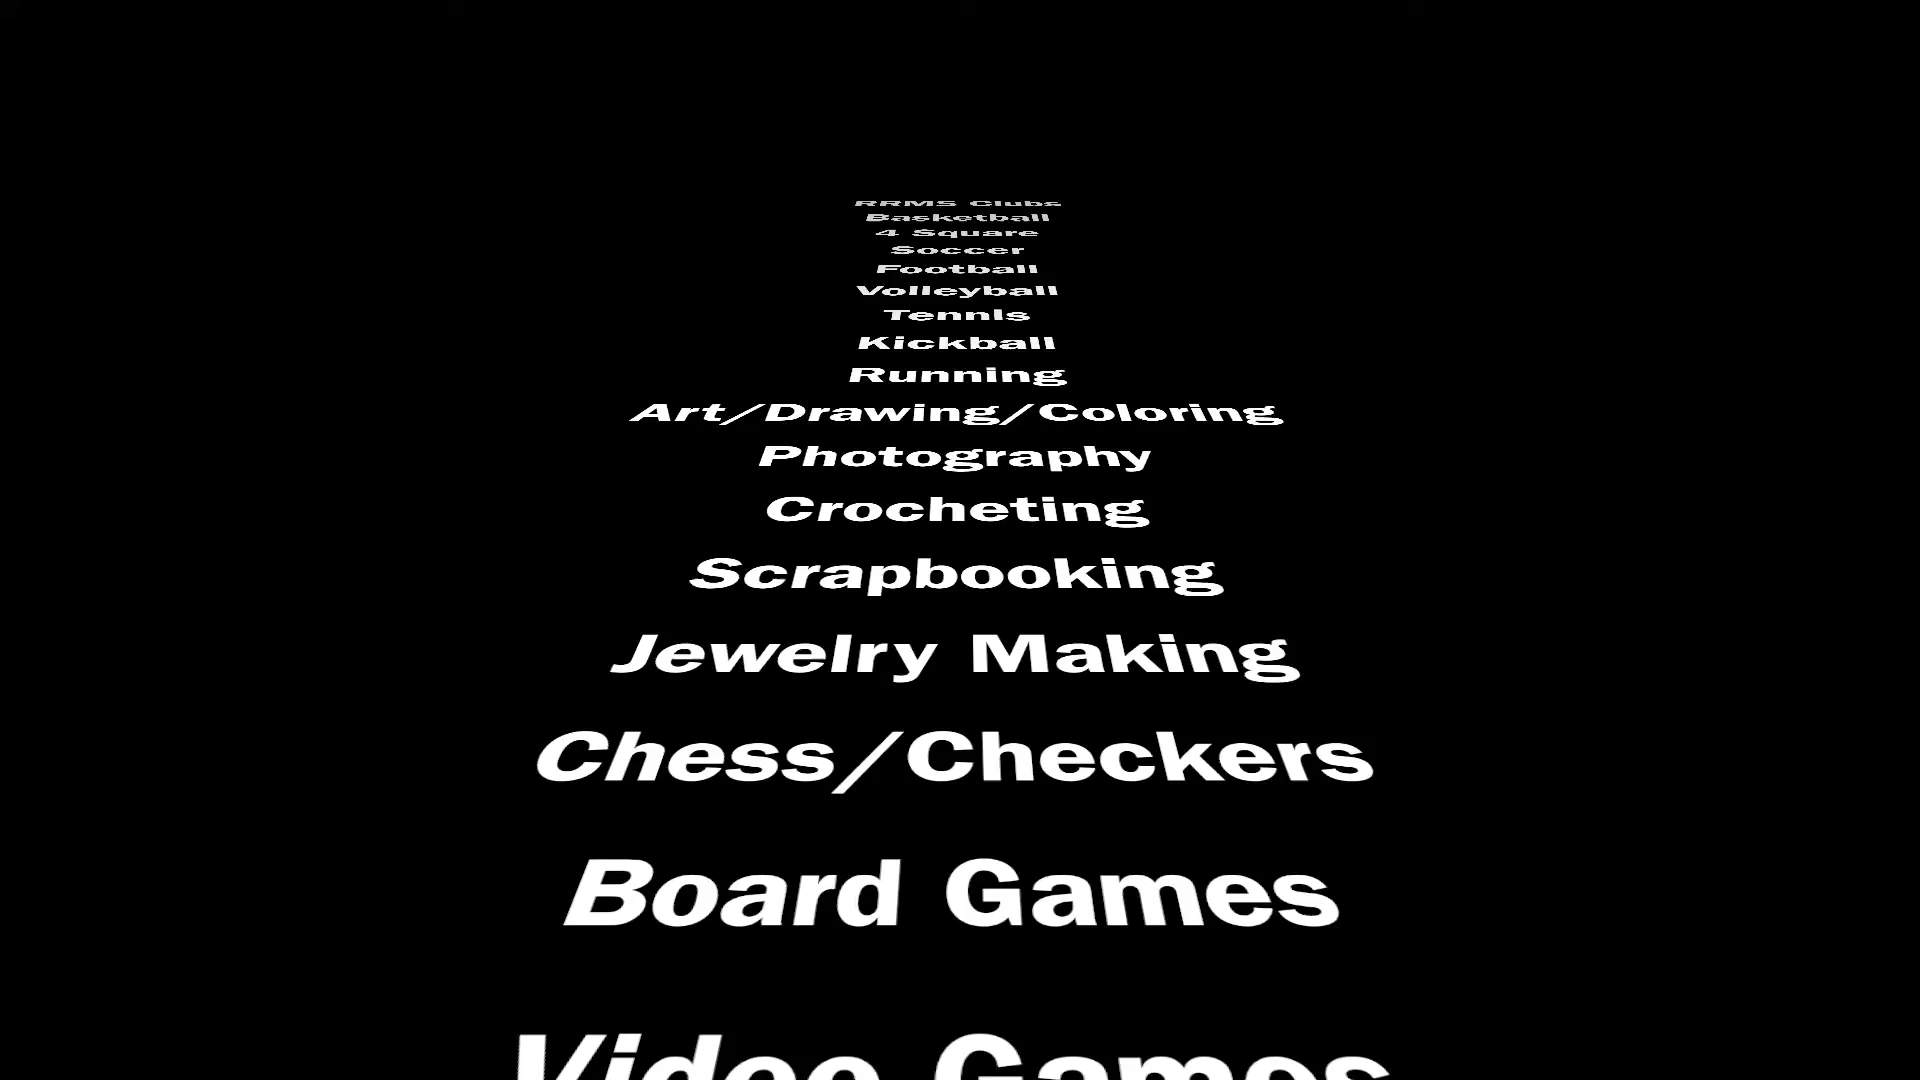 RRMS Clubs
Basketball
4 Square
Soccer
Football
Volleyball
Tennis
Kickball
Running
Art/Drawing/Coloring
Photography
Crocheting
Scrapbooking
Jewelry Making
Chess/Checkers
Board Games
Video Games